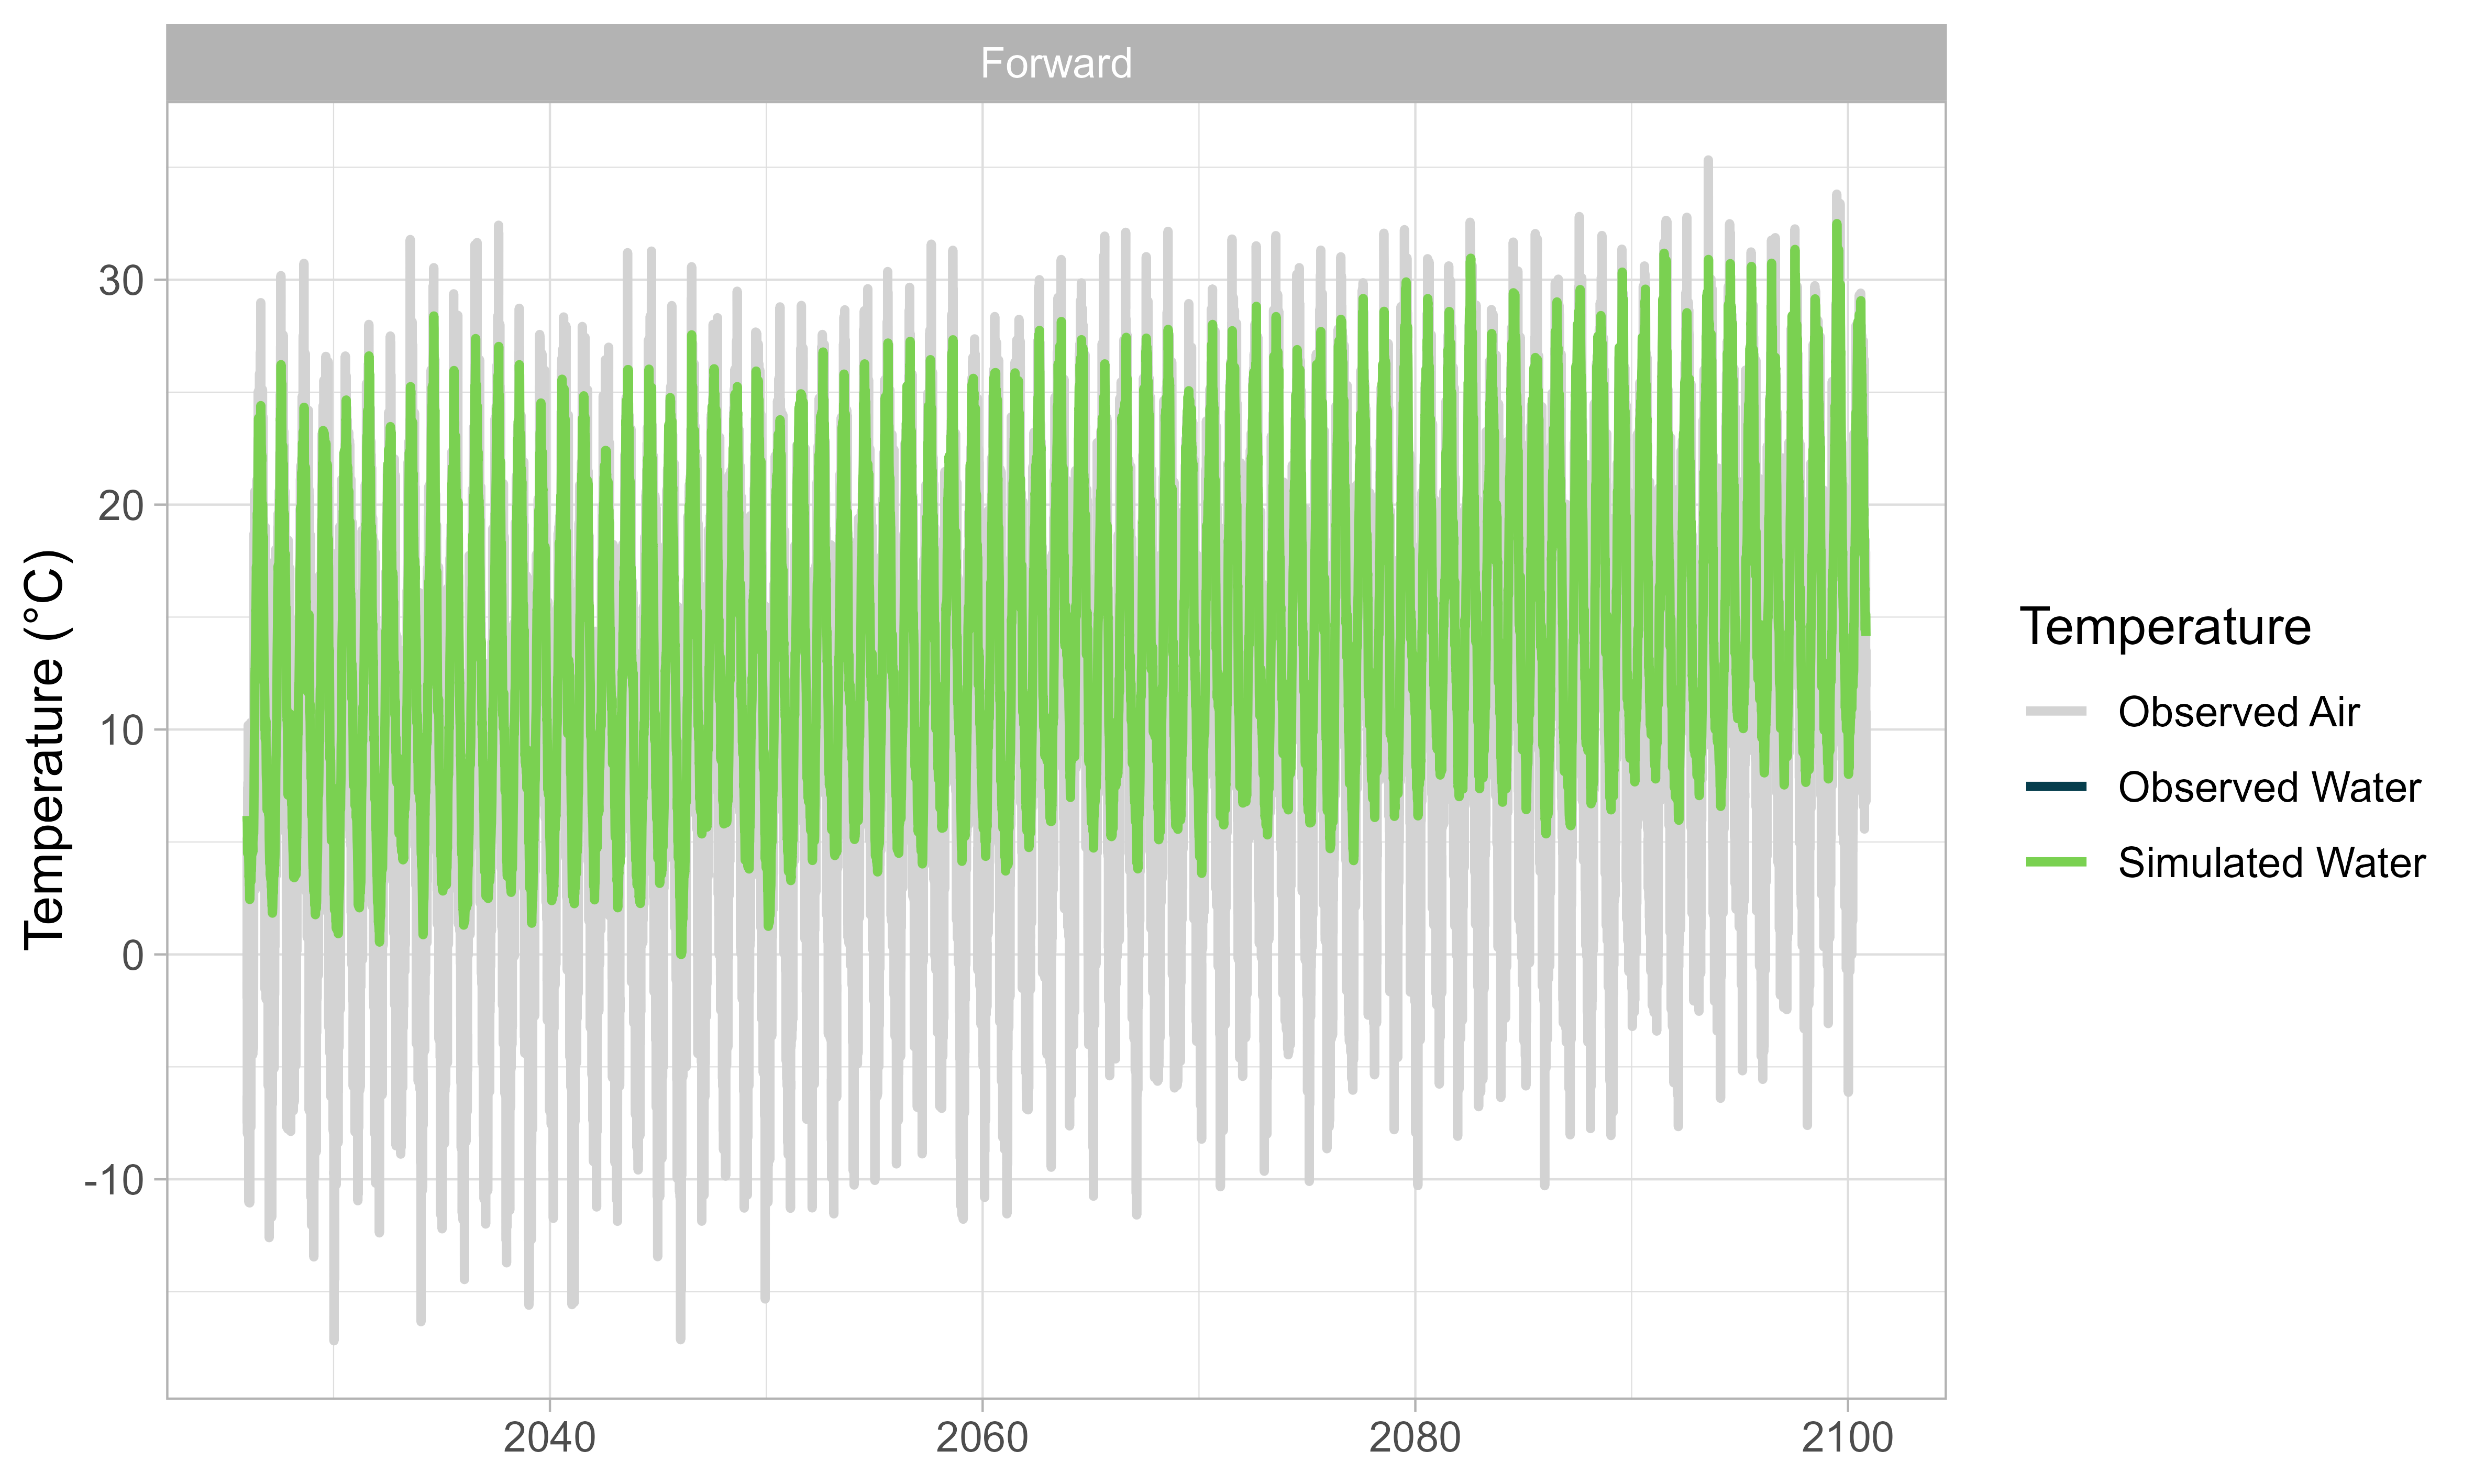 Forward
30
20
10
0
-10
Temperature (°C)
2040
2060
2080
2100
Temperature
Observed Air
Observed Water
Simulated Water